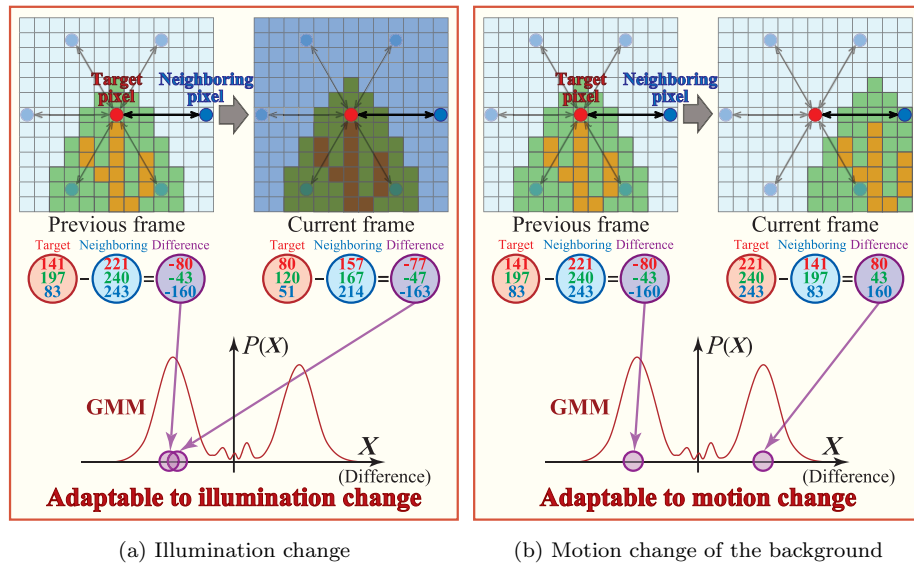 Target
pixel
Neighboring
pixel
Previous frame
Current frame
Target Neighboring Difference
141 221 -80
197 - 240 = -43
83 243 -160
Target Neighboring Difference
80 157 -77
120 - 167 = -47
51 214 -163
P(X)
GMM
X
(Difference)
Adaptable to illumination change
(a) Illumination change
Target
pixel
Neighboring
pixel
Previous frame
Current frame
Target Neighboring Difference
141 221 -80
197 - 240 = -43
83 243 -160
Target Neighboring Difference
221 141 80
240 - 197 = 43
243 83 160
P(X)
GMM
X
(Difference)
Adaptable to motion change
(b) Motion change of the background